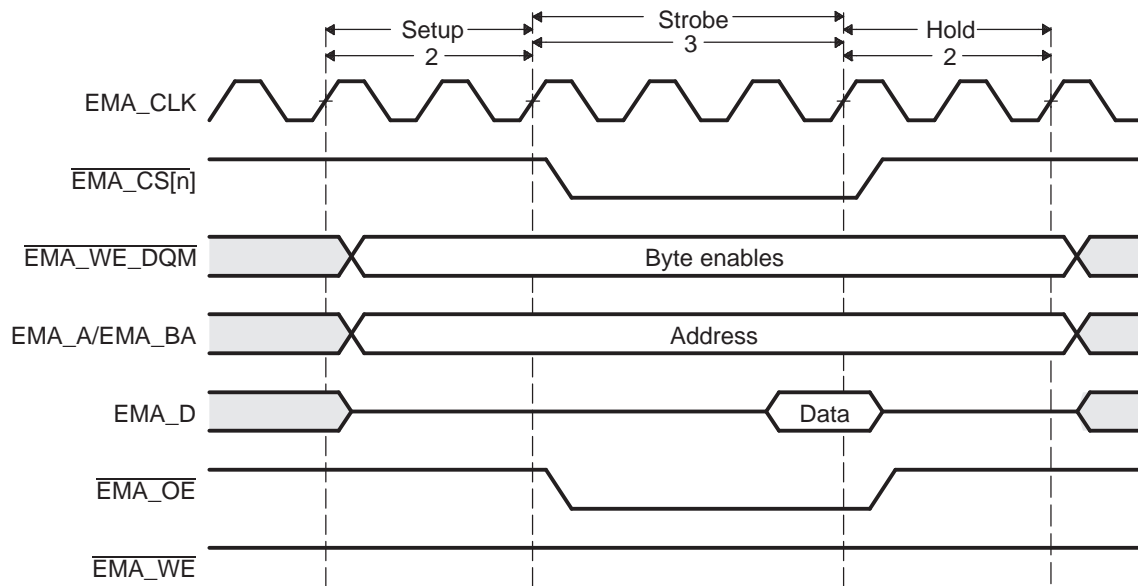 Setup
Strobe
Hold
2
3
2
EMA_CLK
EMA_CS[n]
EMA_WE_DQM
Byte enables
EMA_A/EMA_BA
Address
EMA_D
Data
EMA_OE
EMA_WE